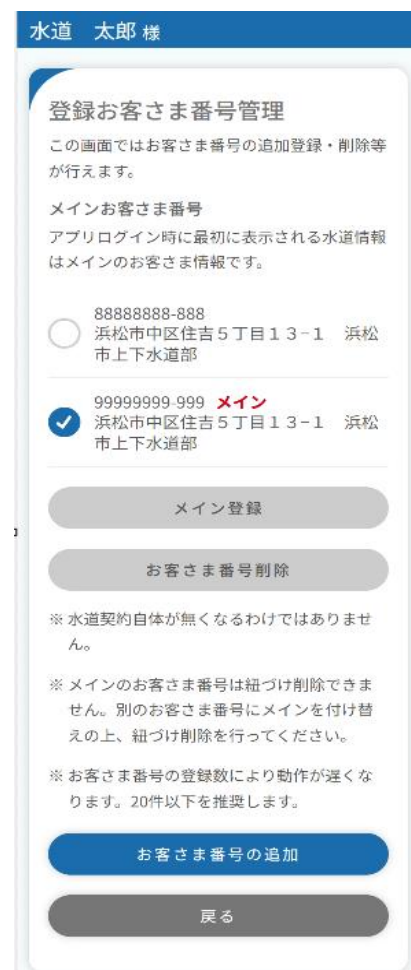 水道　太郎 様
登録お客さま番号管理
この画面ではお客さま番号の追加登録・削除等
が行えます。
メインお客さま番号
アプリログイン時に最初に表示される水道情報
はメインのお客さま情報です。
88888888-888
浜松市中区住吉５丁目１３−１　浜松
市上下水道部
99999999-999 メイン
浜松市中区住吉５丁目１３−１　浜松
市上下水道部
メイン登録
お客さま番号削除
※ 水道契約自体が無くなるわけではありませ
ん。
※ メインのお客さま番号は紐づけ削除できま
せん。別のお客さま番号にメインを付け替
えの上、紐づけ削除を行ってください。
※ お客さま番号の登録数により動作が遅くな
ります。20件以下を推奨します。
お客さま番号の追加
戻る